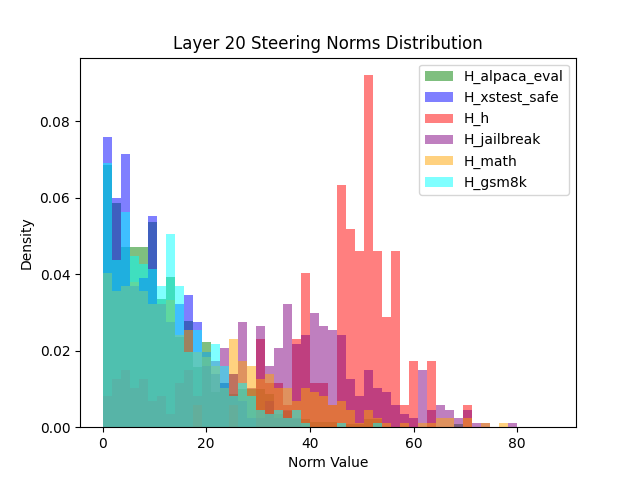 Layer 20 Steering Norms Distribution
H_alpaca_eval
H_xstest_safe
H_h
H_jailbreak
H_math
H_gsm8k
Density
0.08
0.06
0.04
0.02
0.00
0
20
40
60
80
Norm Value